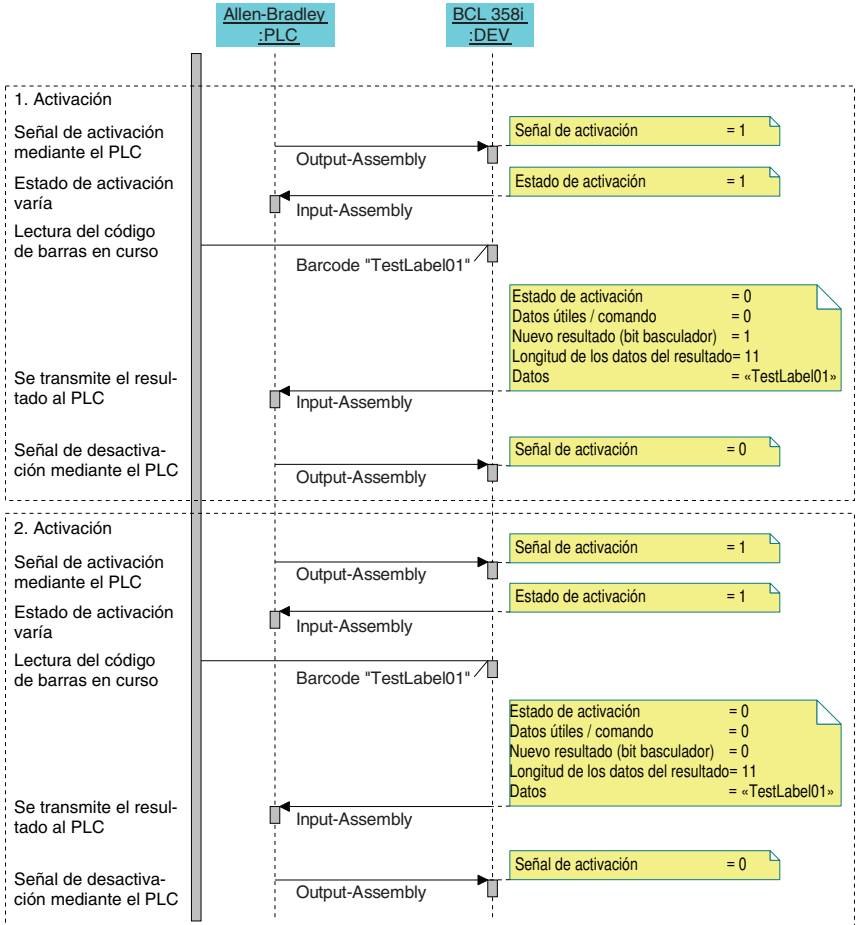 Allen-Bradley
:PLC
BCL 358i
:DEV
1. Activación
Señal de activación
mediante el PLC
Output-Assembly
Señal de activación = 1
Estado de activación
varía
Input-Assembly
Estado de activación = 1
Lectura del código
de barras en curso
Barcode "TestLabel01"
Estado de activación = 0
Datos útiles / comando = 0
Nuevo resultado (bit basculador) = 1
Longitud de los datos del resultado= 11
Datos = «TestLabel01»
Se transmite el resul-
tado al PLC
Input-Assembly
Señal de desactiva-
ción mediante el PLC
Output-Assembly
Señal de activación = 0
2. Activación
Señal de activación
mediante el PLC
Output-Assembly
Señal de activación = 1
Estado de activación
varía
Input-Assembly
Estado de activación = 1
Lectura del código
de barras en curso
Barcode "TestLabel01"
Estado de activación = 0
Datos útiles / comando = 0
Nuevo resultado (bit basculador) = 0
Longitud de los datos del resultado= 11
Datos = «TestLabel01»
Se transmite el resul-
tado al PLC
Input-Assembly
Señal de desactiva-
ción mediante el PLC
Output-Assembly
Señal de activación = 0